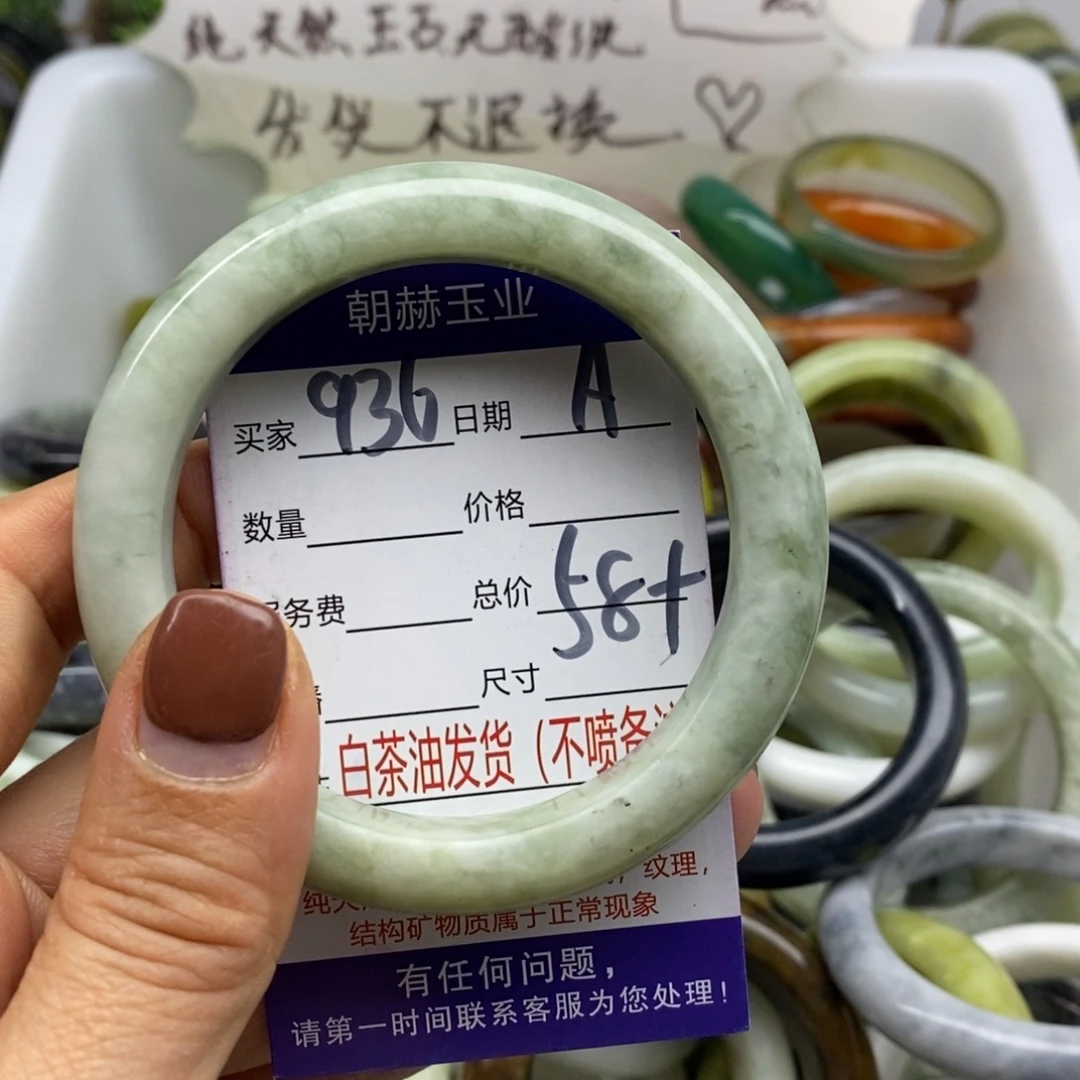 纯天然玉石无酸洗
售出不退换
朝赫玉业
买家 936 日期 A
数量 价格
务费 总价 58+
尺寸
白茶油发货（不喷各
纹理，
结构矿物质属于正常现象
有任何问题，
请第一时间联系客服为您处理！